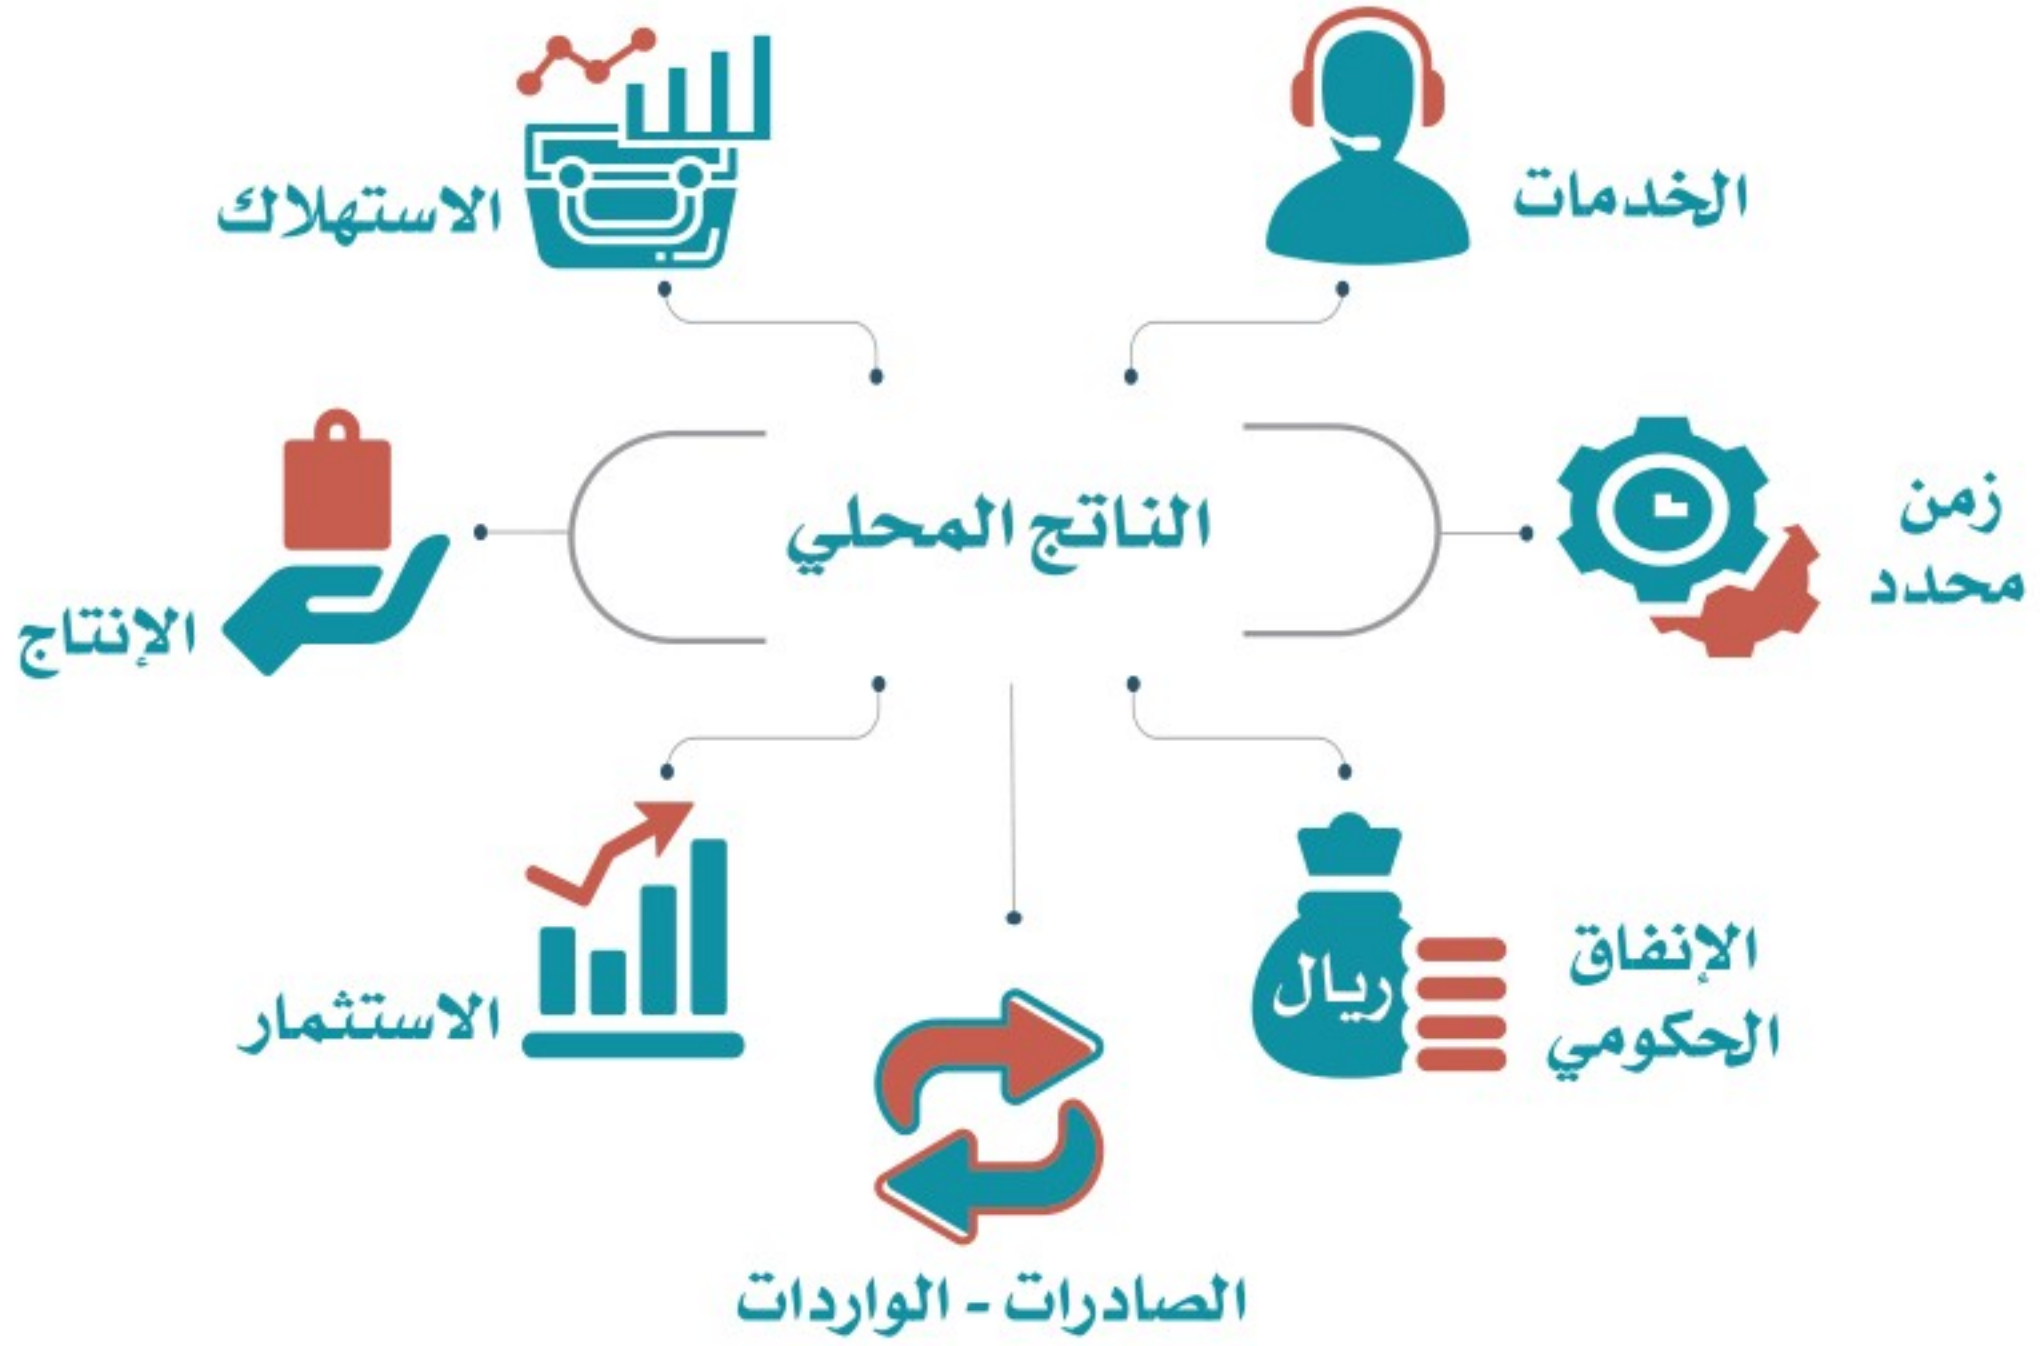 الخدمات
الاستهلاك
زمن
محدد
الناتج المحلي
الإنتاج
الإنفاق
الحكومي
ريال
الاستثمار
الصادرات - الواردات